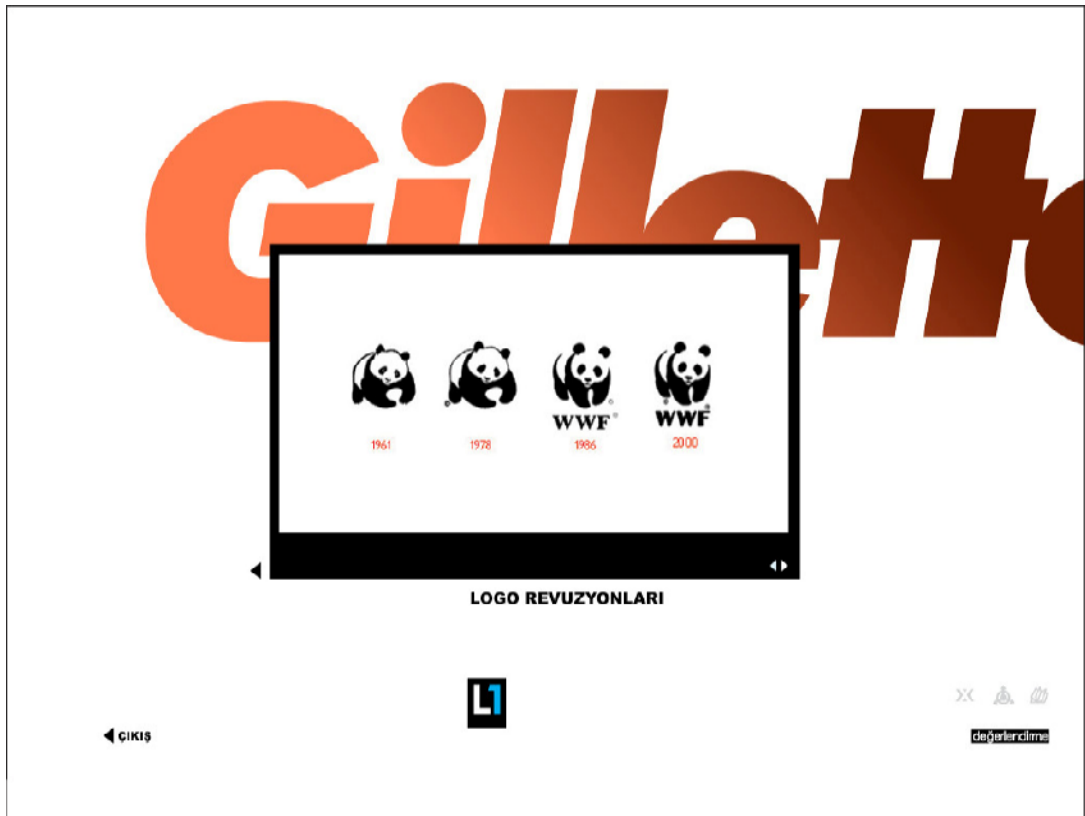 Gillette
WWF®
WWF
1961
1978
1986
2000
LOGO REVUZYONLARI
L1
ÇIKIŞ
değerlendirme